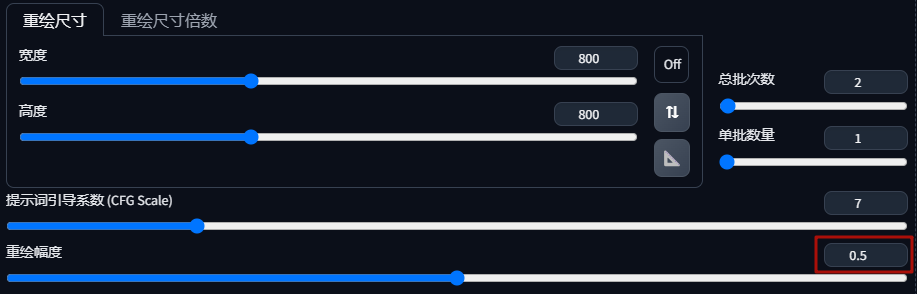 重绘尺寸 重绘尺寸倍数
宽度 800
Off
高度 800
总批次数 2
单批数量 1
提示词引导系数 (CFG Scale) 7
重绘幅度 0.5